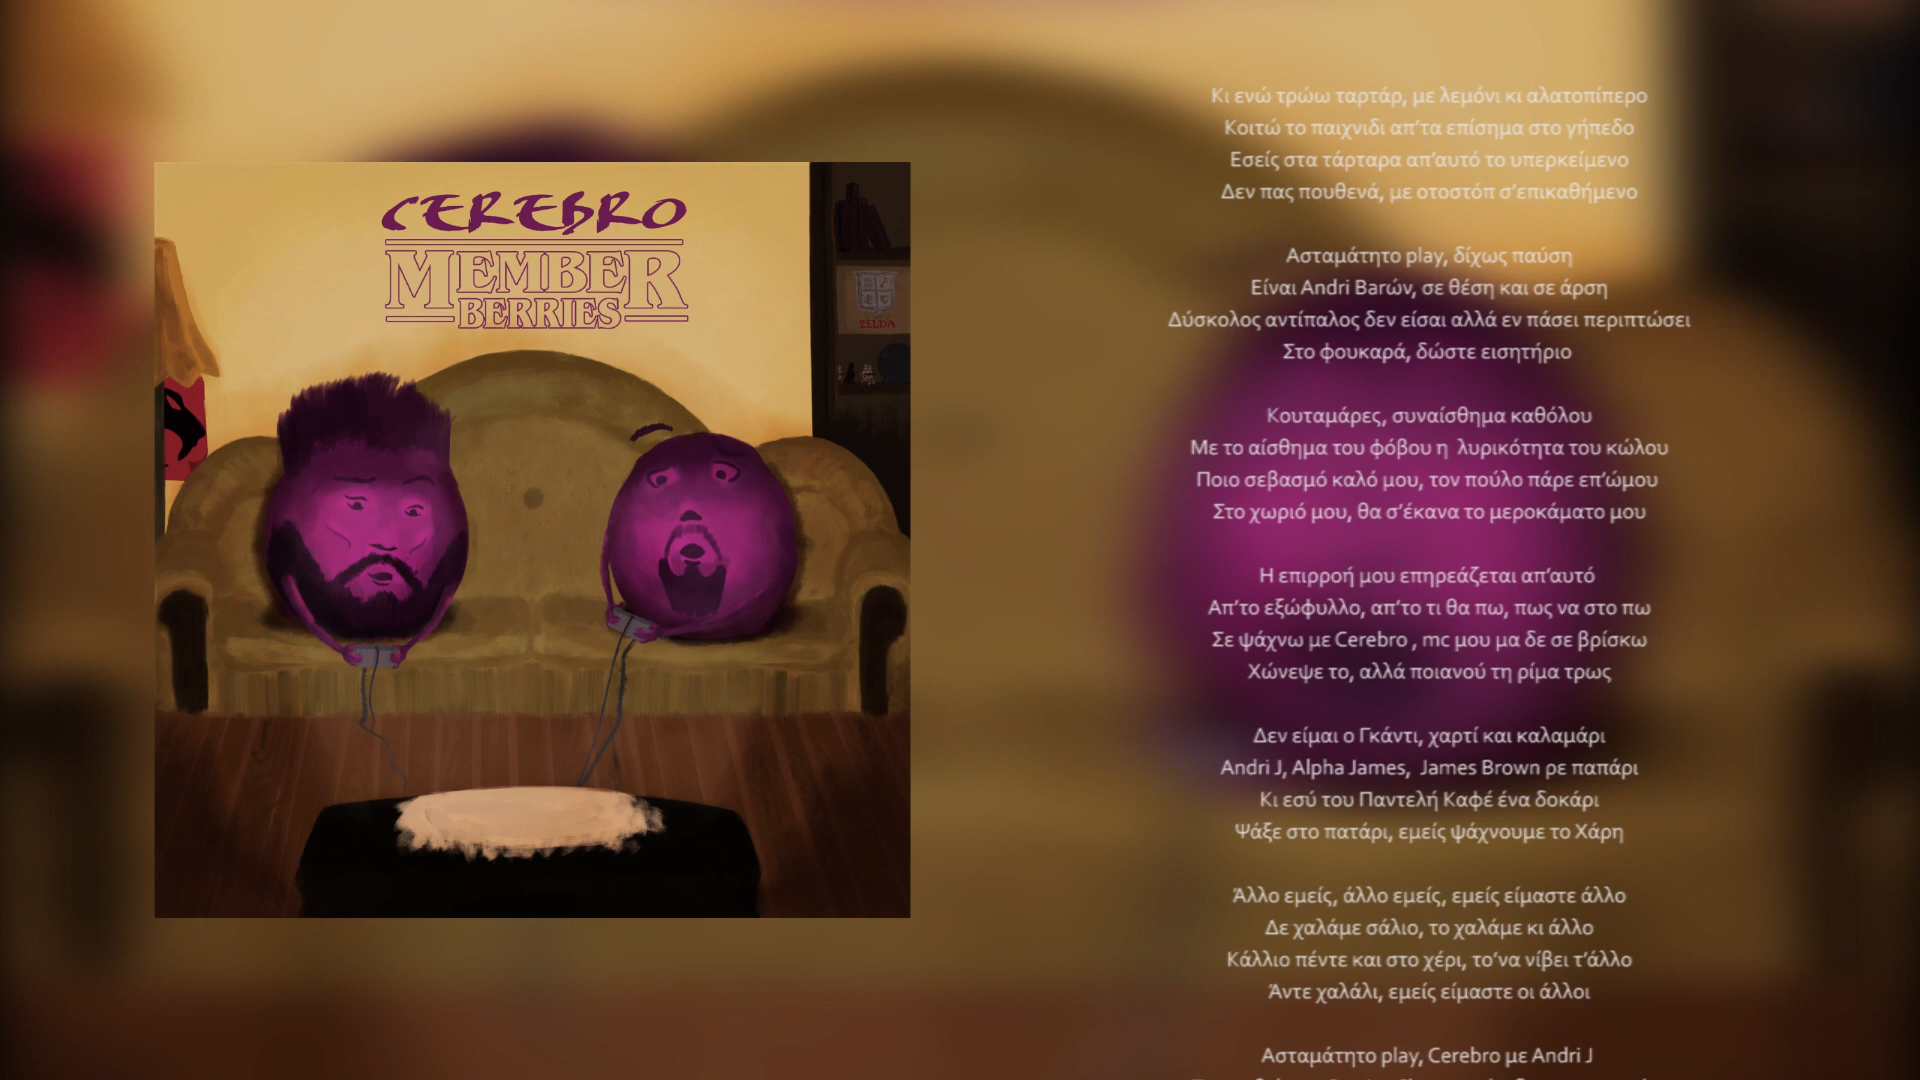 CEREBRO
MEMBER
BERRIES
ZELDA
Κι ενώ τρώω ταρτάρ, με λεμόνι κι αλατοπίπερο
Κοιτώ το παιχνιδι απ'τα επίσημα στο γήπεδο
Εσείς στα τάρταρα απ'αυτό το υπερκείμενο
Δεν πας πουθενά, με οτοστόπ σ'επικαθήμενο
Ασταμάτητο play, δίχως παύση
Είναι Andri Βαρών, σε θέση και σε άρση
Δύσκολος αντίπαλος δεν είσαι αλλά εν πάσει περιπτώσει
Στο φουκαρά, δώστε εισητήριο
Κουταμάρες, συναίσθημα καθόλου
Με το αίσθημα του φόβου η λυρικότητα του κώλου
Ποιο σεβασμό καλό μου, τον πούλο πάρε επ'ώμου
Στο χωριό μου, θα σ'έκανα το μεροκάματο μου
Η επιρροή μου επηρεάζεται απ'αυτό
Απ'το εξώφυλλο, απ'το τι θα πω, πως να στο πω
Σε ψάχνω με Cerebro , mc μου μα δε σε βρίσκω
Χώνεψε το, αλλά ποιανού τη ρίμα τρως
Δεν είμαι ο Γκάντι, χαρτί και καλαμάρι
Andri J, Alpha James, James Brown ρε παπάρι
Κι εσύ του Παντελή Καφέ ένα δοκάρι
Ψάξε στο πατάρι, εμείς ψάχνουμε το Χάρη
Άλλο εμείς, άλλο εμείς, εμείς είμαστε άλλο
Δε χαλάμε σάλιο, το χαλάμε κι άλλο
Κάλλιο πέντε και στο χέρι, το'να νίβει τ'άλλο
Άντε χαλάλι, εμείς είμαστε οι άλλοι
Ασταμάτητο play, Cerebro με Andri J